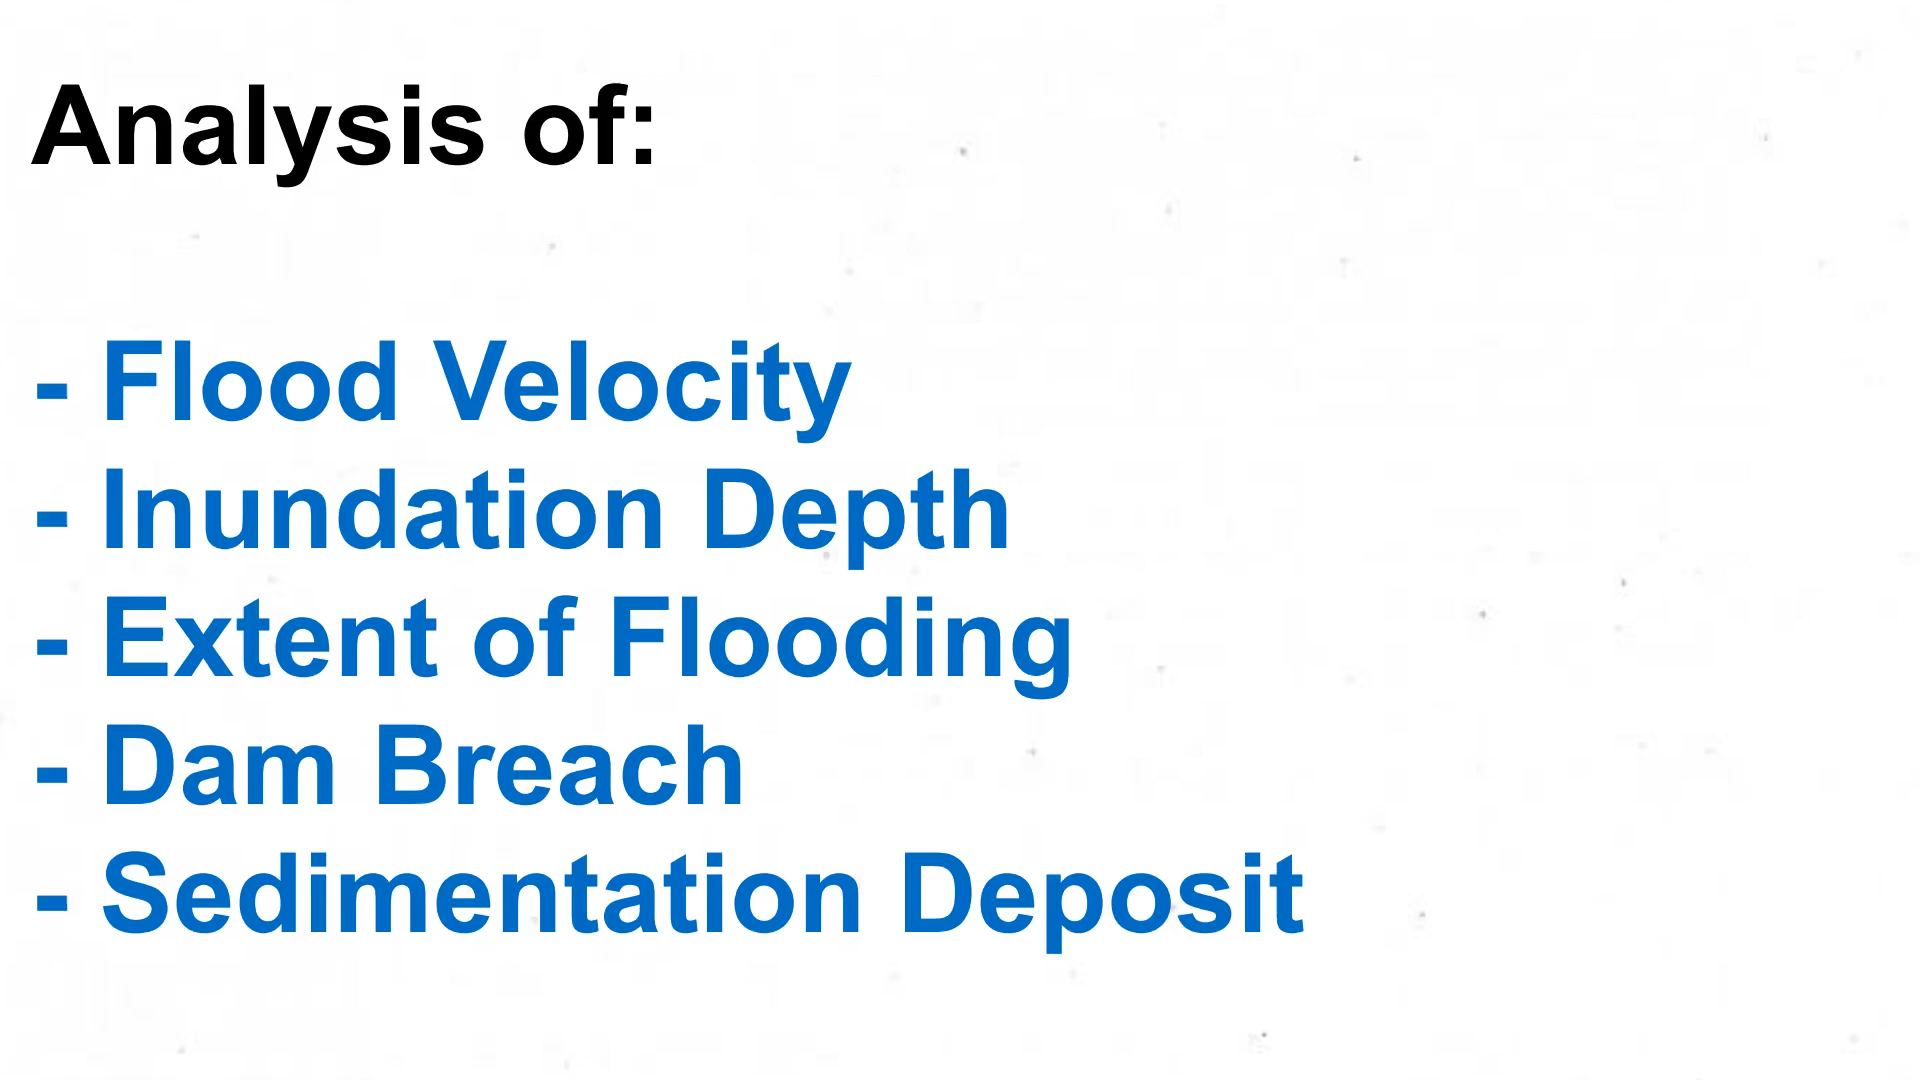 Analysis of:
- Flood Velocity
- Inundation Depth
- Extent of Flooding
- Dam Breach
- Sedimentation Deposit